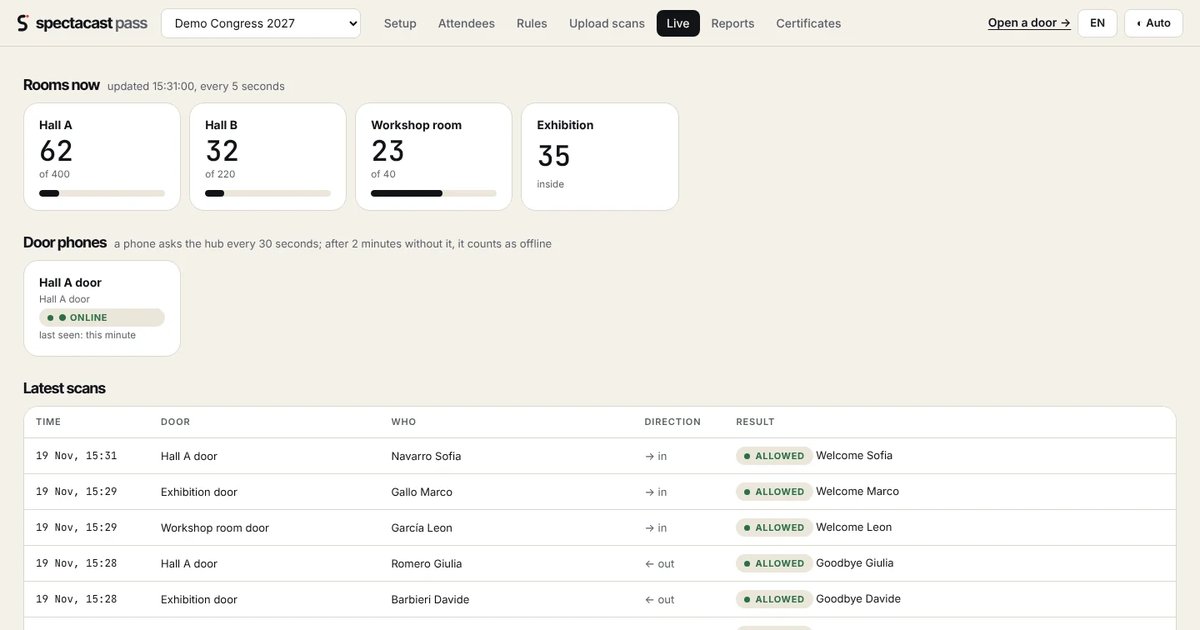 spectacast pass Demo Congress 2027 Setup Attendees Rules Upload scans Live Reports Certificates Open a door → EN Auto
Rooms now updated 15:31:00, every 5 seconds
Hall A Hall B Workshop room Exhibition
62 32 23 35
of 400 of 220 of 40 inside
Door phones a phone asks the hub every 30 seconds; after 2 minutes without it, it counts as offline
Hall A door
Hall A door
ONLINE
last seen: this minute
Latest scans
TIME DOOR WHO DIRECTION RESULT
19 Nov, 15:31 Hall A door Navarro Sofia → in ALLOWED Welcome Sofia
19 Nov, 15:29 Exhibition door Gallo Marco → in ALLOWED Welcome Marco
19 Nov, 15:29 Workshop room door García Leon → in ALLOWED Welcome Leon
19 Nov, 15:28 Hall A door Romero Giulia ← out ALLOWED Goodbye Giulia
19 Nov, 15:28 Exhibition door Barbieri Davide ← out ALLOWED Goodbye Davide